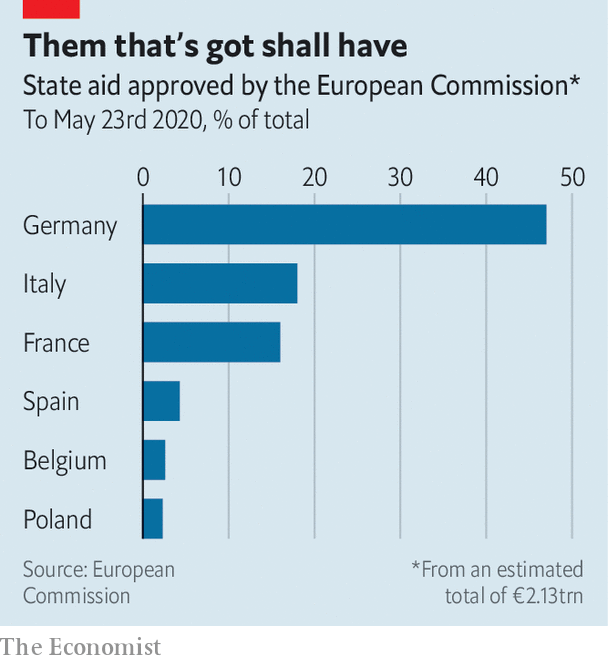 Them that's got shall have
State aid approved by the European Commission*
To May 23rd 2020, % of total
0 10 20 30 40 50
Germany
Italy
France
Spain
Belgium
Poland
Source: European
Commission
*From an estimated
total of €2.13trn
The Economist